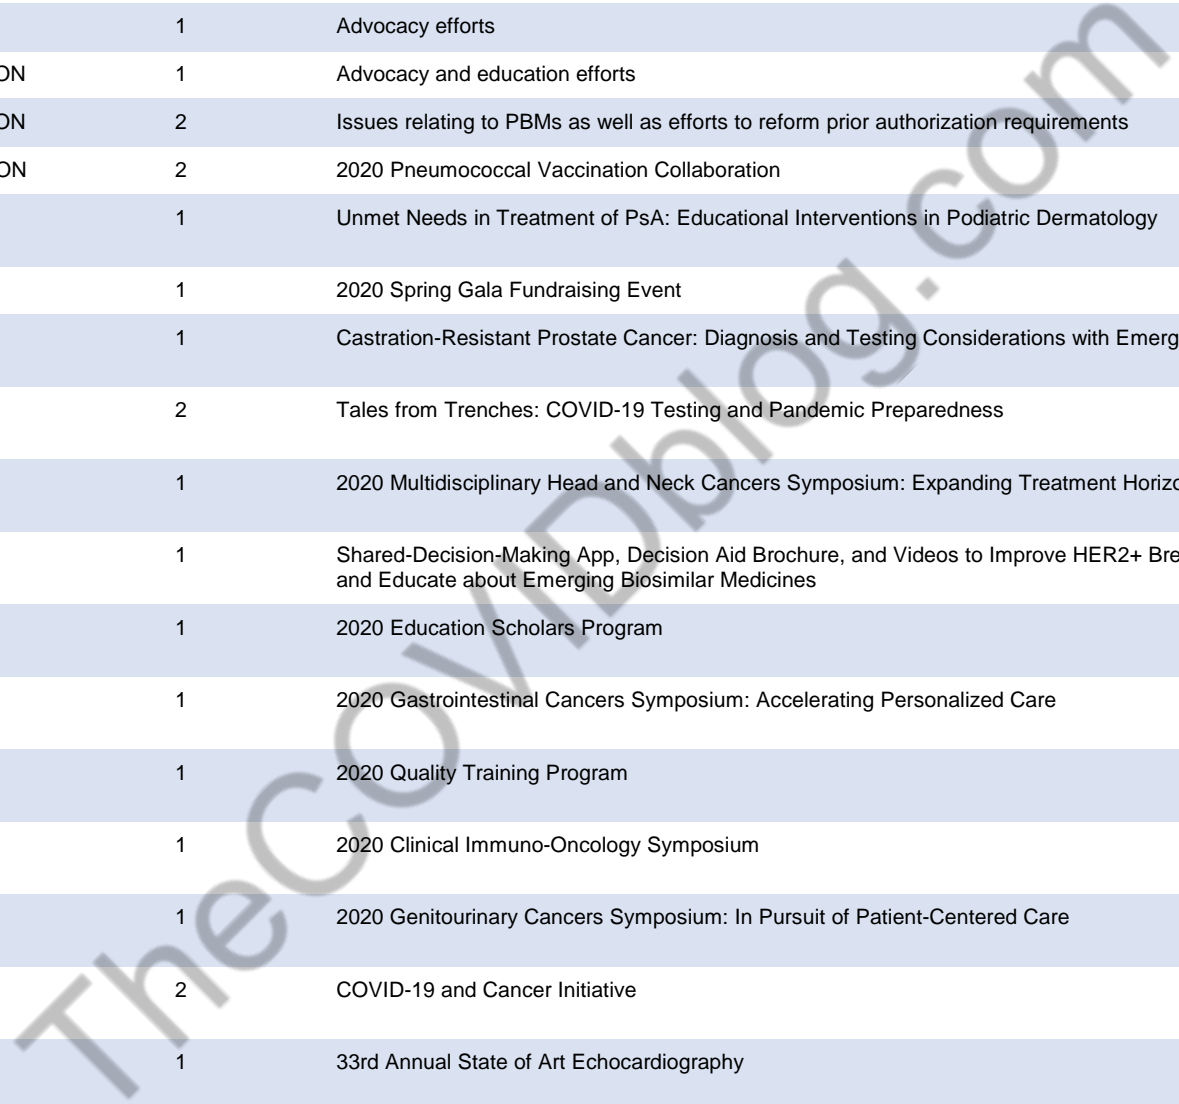 1 Advocacy efforts
ON 1 Advocacy and education efforts
ON 2 Issues relating to PBMs as well as efforts to reform prior authorization requirements
ON 2 2020 Pneumococcal Vaccination Collaboration
1 Unmet Needs in Treatment of PsA: Educational Interventions in Podiatric Dermatology
1 2020 Spring Gala Fundraising Event
1 Castration-Resistant Prostate Cancer: Diagnosis and Testing Considerations with Emerg
2 Tales from Trenches: COVID-19 Testing and Pandemic Preparedness
1 2020 Multidisciplinary Head and Neck Cancers Symposium: Expanding Treatment Horizo
1 Shared-Decision-Making App, Decision Aid Brochure, and Videos to Improve HER2+ Bre
and Educate about Emerging Biosimilar Medicines
1 2020 Education Scholars Program
1 2020 Gastrointestinal Cancers Symposium: Accelerating Personalized Care
1 2020 Quality Training Program
1 2020 Clinical Immuno-Oncology Symposium
1 2020 Genitourinary Cancers Symposium: In Pursuit of Patient-Centered Care
2 COVID-19 and Cancer Initiative
1 33rd Annual State of Art Echocardiography
TheCOVIDblog.com